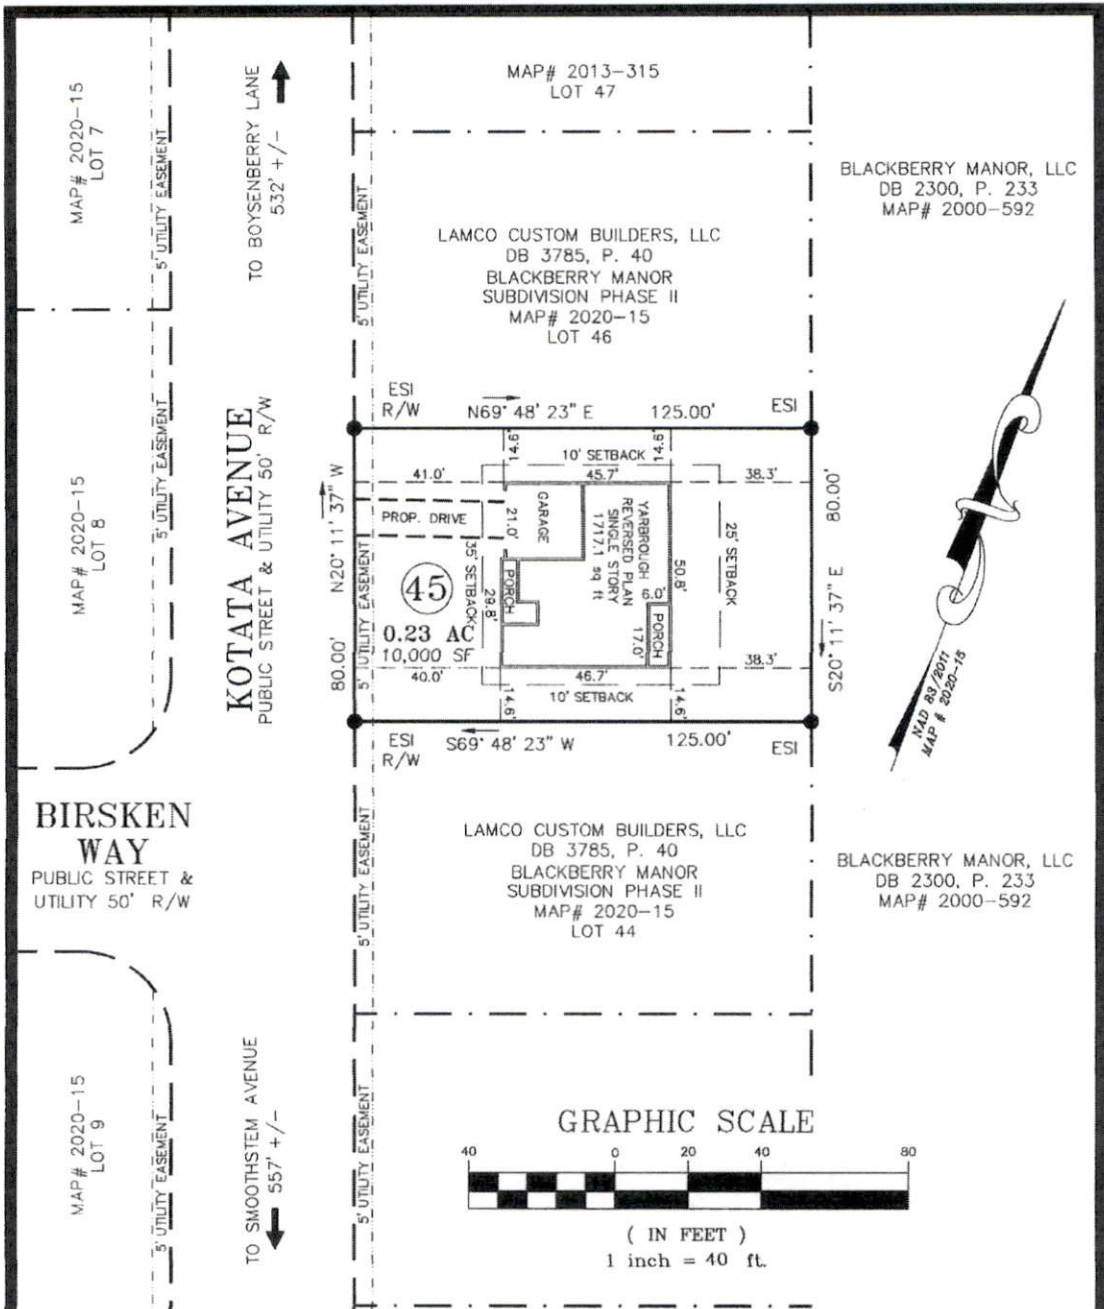 MAP# 2020-15
LOT 7
5' UTILITY EASEMENT
TO BOYSENBERRY LANE
532' +/-
5' UTILITY EASEMENT
MAP# 2013-315
LOT 47
BLACKBERRY MANOR, LLC
DB 2300, P. 233
MAP# 2000-592
LAMCO CUSTOM BUILDERS, LLC
DB 3785, P. 40
BLACKBERRY MANOR
SUBDIVISION PHASE II
MAP# 2020-15
LOT 46
MAP# 2020-15
LOT 8
5' UTILITY EASEMENT
KOTATA AVENUE
PUBLIC STREET & UTILITY 50' R/W
ESI
R/W
N69° 48' 23" E
125.00'
ESI
14.6'
14.6'
10' SETBACK
41.0'
45.7'
38.3'
N20° 11' 37" W
80.00'
5' UTILITY EASEMENT
PROP. DRIVE
21.0'
GARAGE
YARBROUGH
REVERSED PLAN
SINGLE STORY
1717.1 sq ft
50.8'
25' SETBACK
80.00'
S20° 11' 37" E
35' SETBACK
45
0.23 AC
10,000 SF
29.8'
PORCH
6.0'
17.0'
PORCH
40.0'
46.7'
38.3'
10' SETBACK
14.6'
14.6'
ESI
R/W
S69° 48' 23" W
125.00'
ESI
NAD 83/2011
MAP # 2020-15
BIRSKEN
WAY
PUBLIC STREET &
UTILITY 50' R/W
5' UTILITY EASEMENT
LAMCO CUSTOM BUILDERS, LLC
DB 3785, P. 40
BLACKBERRY MANOR
SUBDIVISION PHASE II
MAP# 2020-15
LOT 44
BLACKBERRY MANOR, LLC
DB 2300, P. 233
MAP# 2000-592
MAP# 2020-15
LOT 9
5' UTILITY EASEMENT
TO SMOOTHSTEM AVENUE
557' +/-
5' UTILITY EASEMENT
GRAPHIC SCALE
40 0 20 40 80
( IN FEET )
1 inch = 40 ft.